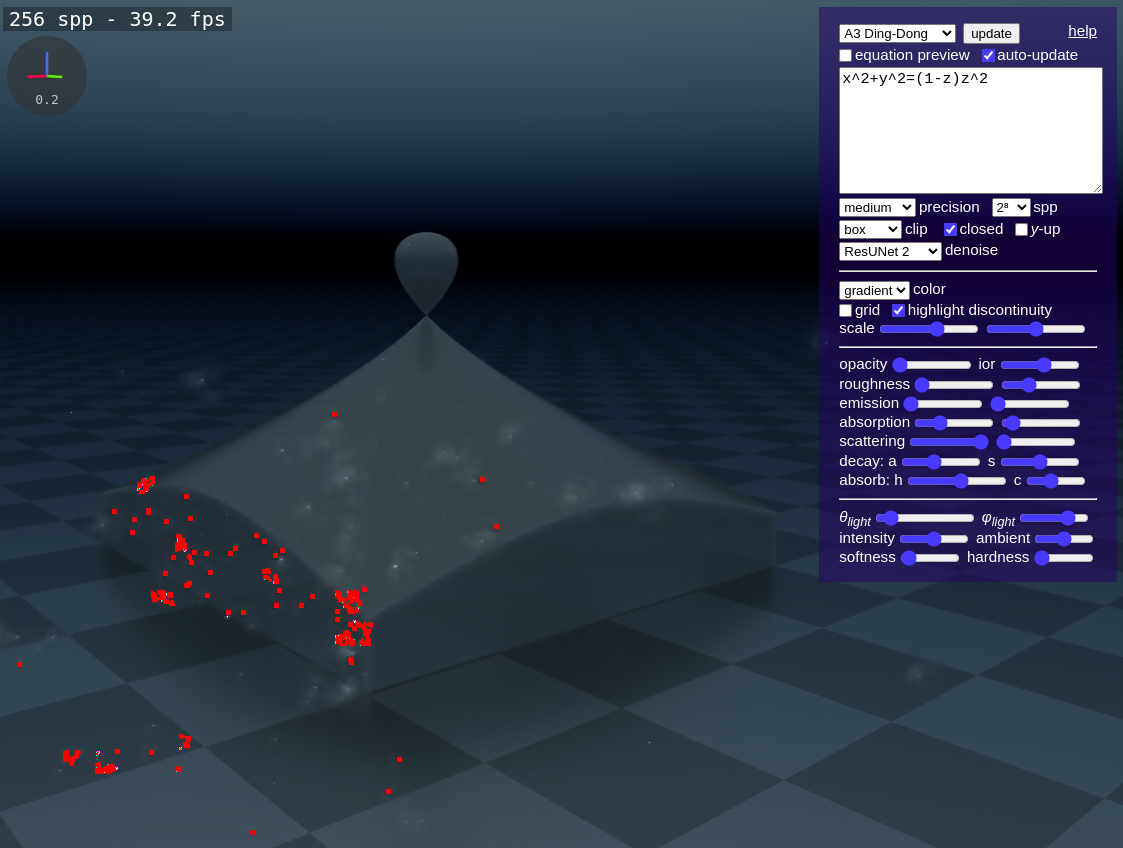 256 spp - 39.2 fps
0.2
A3 Ding-Dong update help
equation preview auto-update
x^2+y^2=(1-z)z^2
medium precision 2⁸ spp
box clip closed y-up
ResUNet 2 denoise
gradient color
grid highlight discontinuity
scale
opacity ior
roughness
emission
absorption
scattering
decay: a s
absorb: h c
θlight φlight
intensity ambient
softness hardness